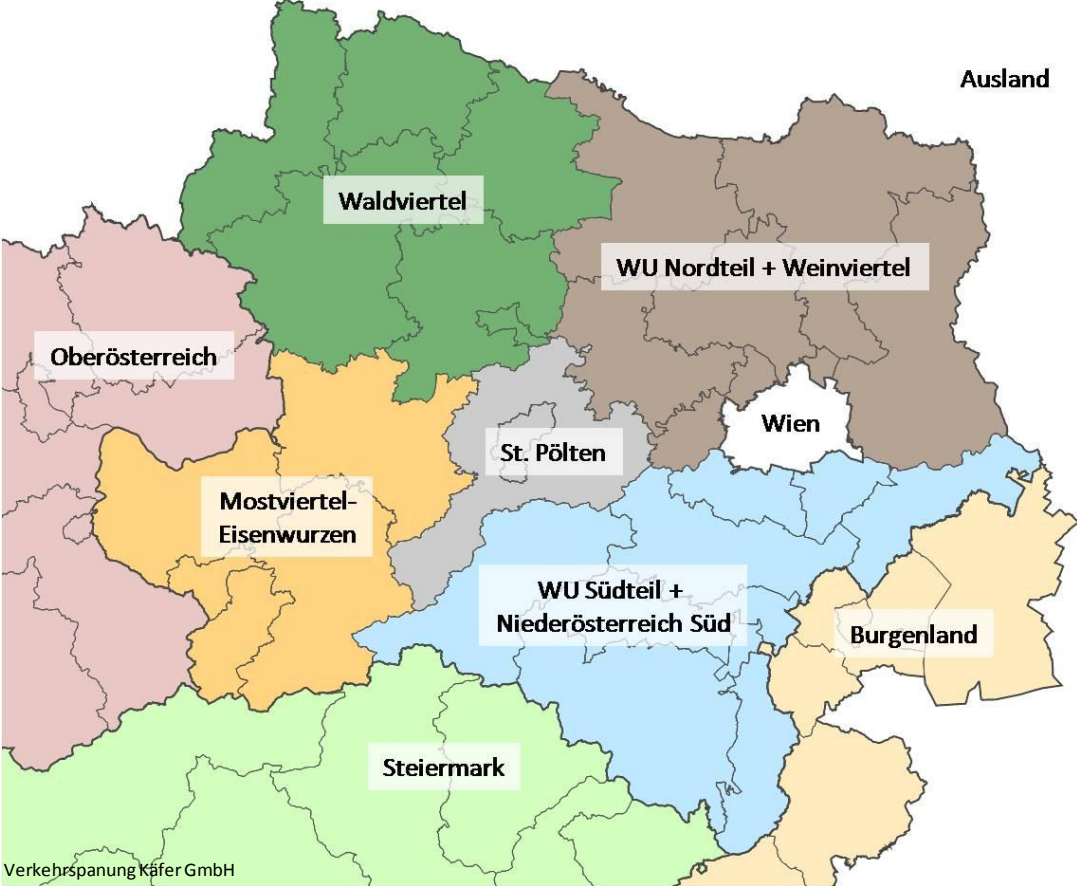 Ausland
Waldviertel
WU Nordteil + Weinviertel
Oberösterreich
Wien
St. Pölten
Mostviertel-
Eisenwurzen
WU Südteil +
Niederösterreich Süd
Burgenland
Steiermark
Verkehrspanung Käfer GmbH